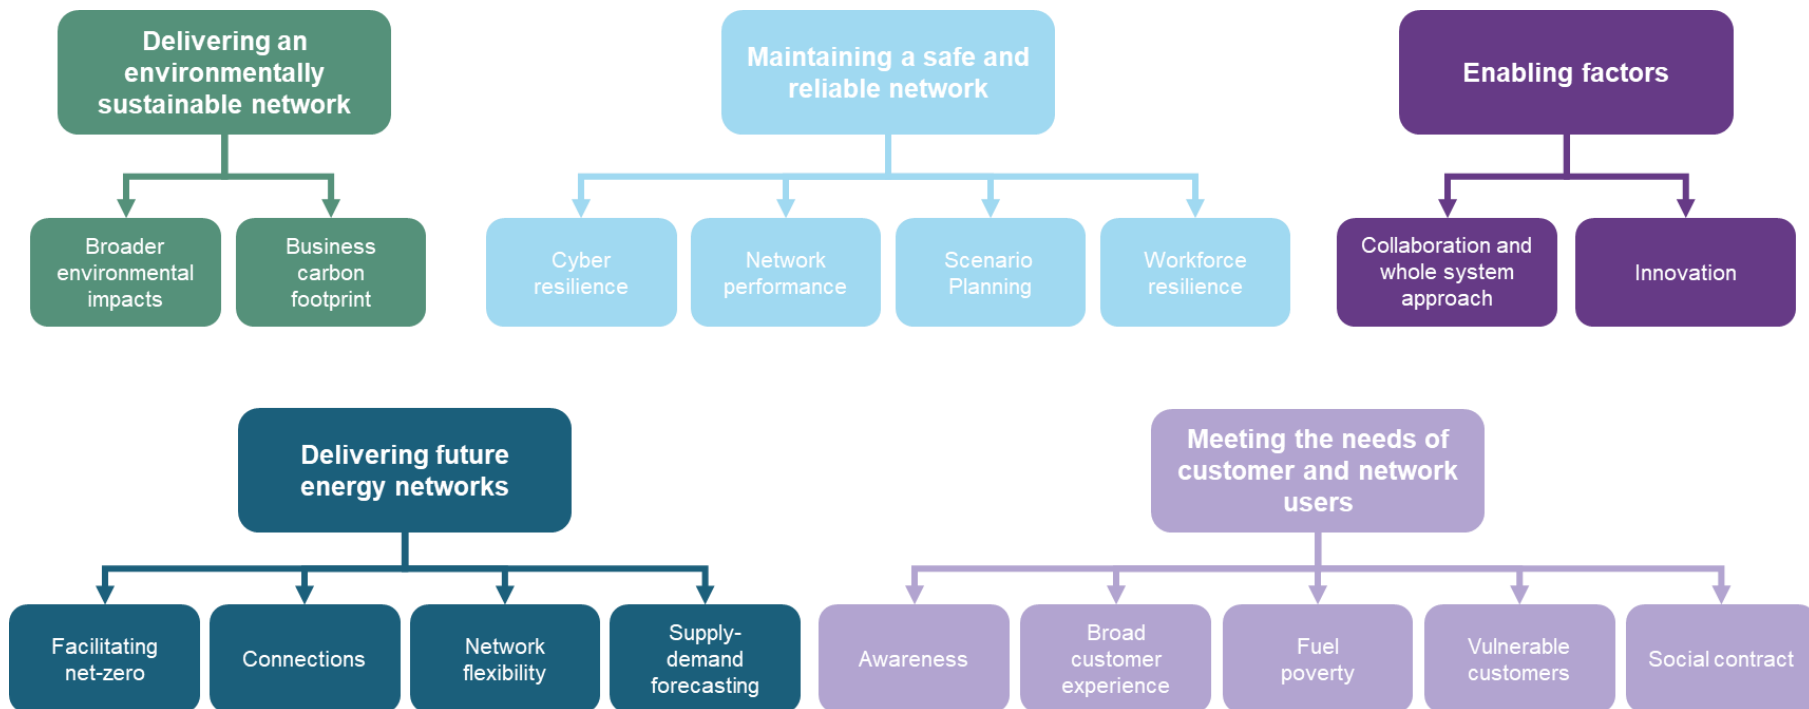 Delivering an
environmentally
sustainable network
Broader
environmental
impacts
Business
carbon
footprint
Maintaining a safe and
reliable network
Cyber
resilience
Network
performance
Scenario
Planning
Workforce
resilience
Enabling factors
Collaboration and
whole system
approach
Innovation
Delivering future
energy networks
Facilitating
net-zero
Connections
Network
flexibility
Supply-
demand
forecasting
Meeting the needs of
customer and network
users
Awareness
Broad
customer
experience
Fuel
poverty
Vulnerable
customers
Social contract